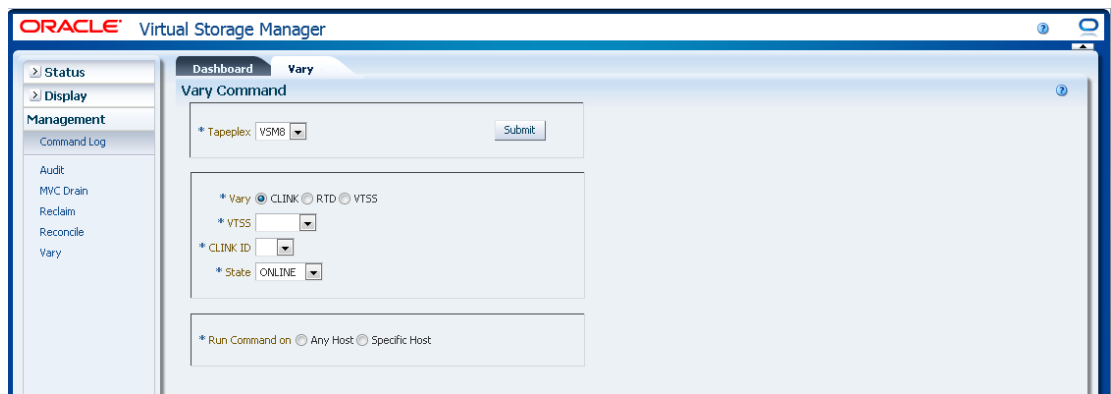 ORACLE Virtual Storage Manager
Status
Display
Management
Command Log
Audit
MVC Drain
Reclaim
Reconcile
Vary
Dashboard Vary
Vary Command
* Tapeplex VSM8 Submit
* Vary CLINK RTD VTSS
* VTSS
* CLINK ID
* State ONLINE
* Run Command on Any Host Specific Host